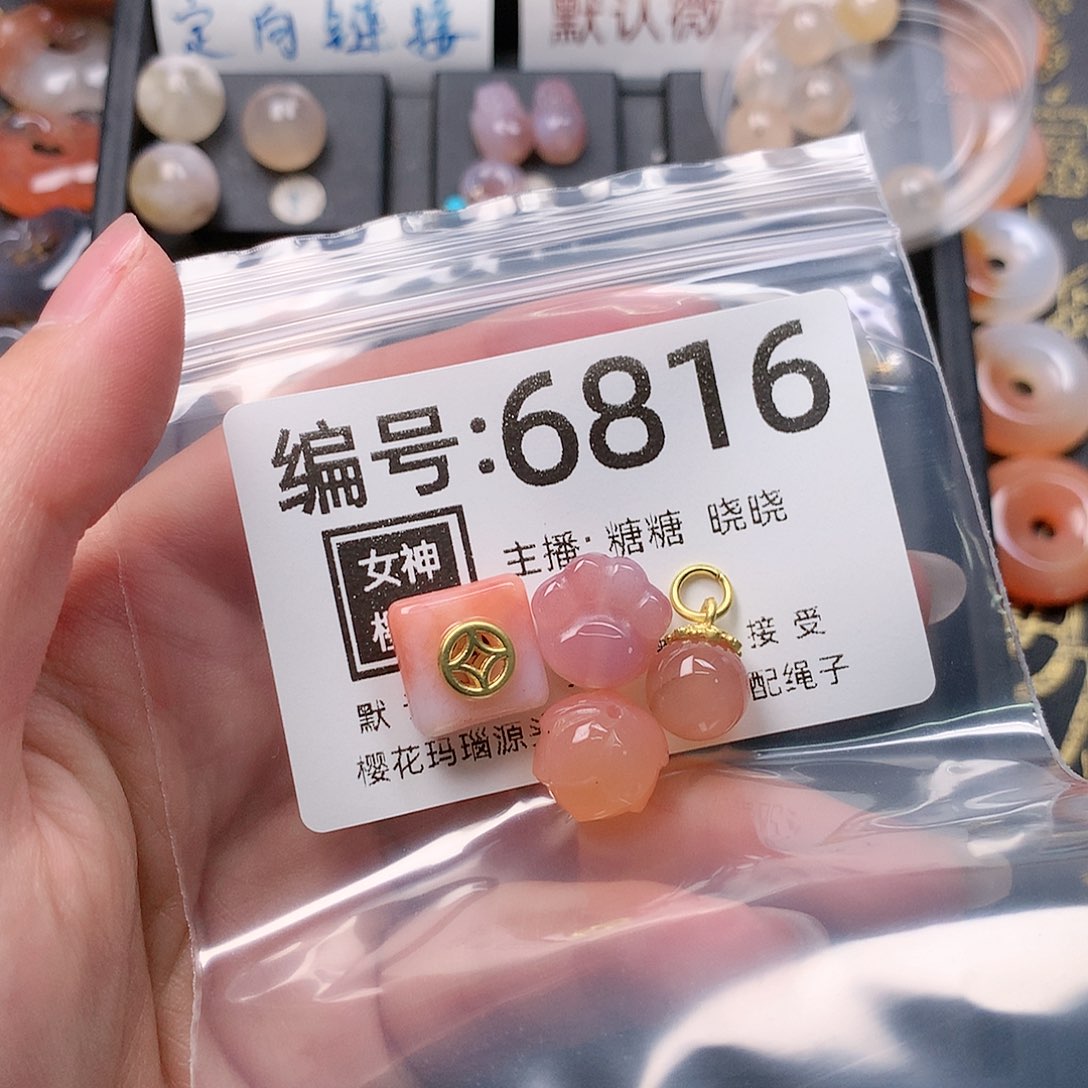 定向链接
默认微
编号:6816
女神
主播: 糖糖 晓晓
接受
默
配绳子
樱花玛瑙源